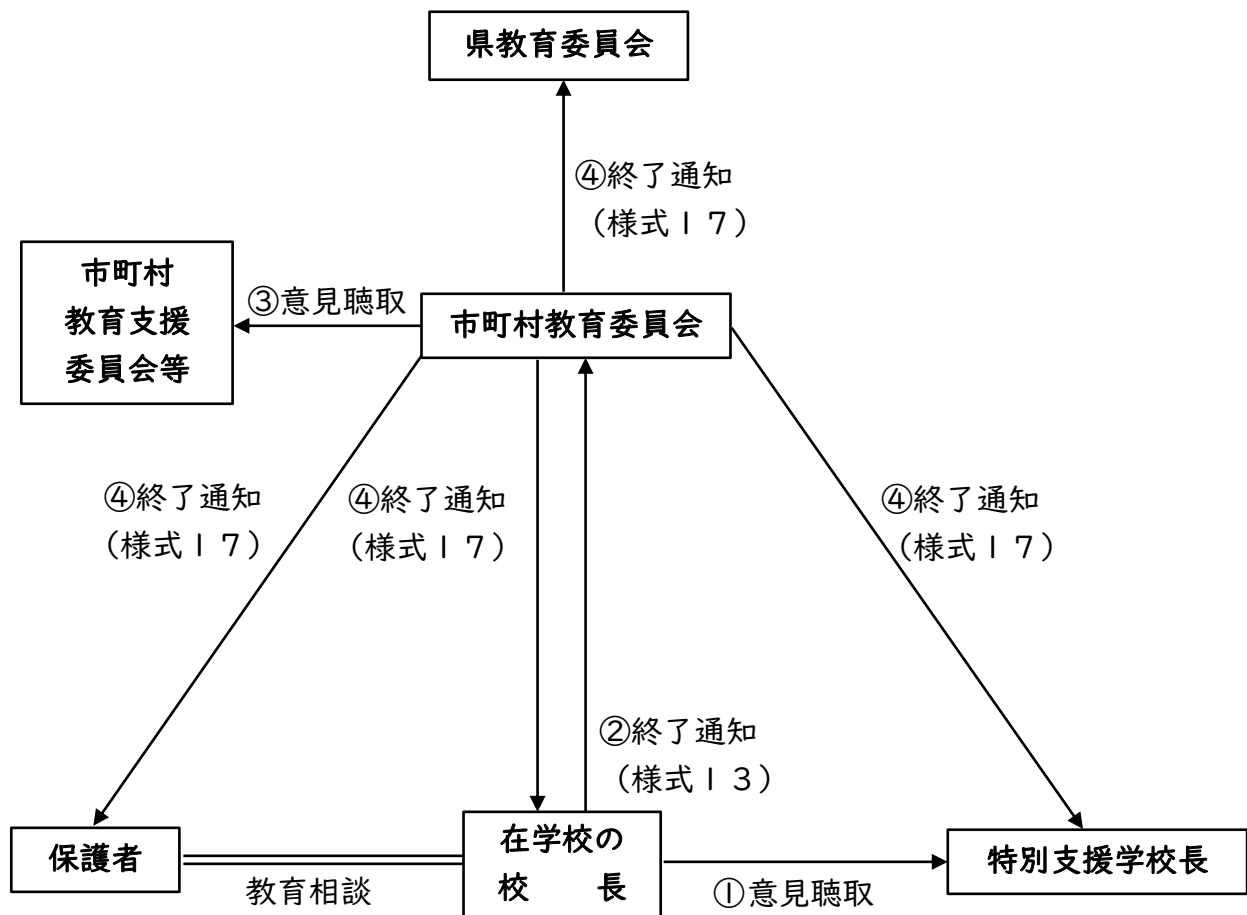 県教育委員会
④終了通知
（様式１７）
市町村
教育支援
委員会等
③意見聴取
市町村教育委員会
④終了通知
（様式１７）
④終了通知
（様式１７）
④終了通知
（様式１７）
②終了通知
（様式１３）
保護者
教育相談
在学校の
校　　長
①意見聴取
特別支援学校長